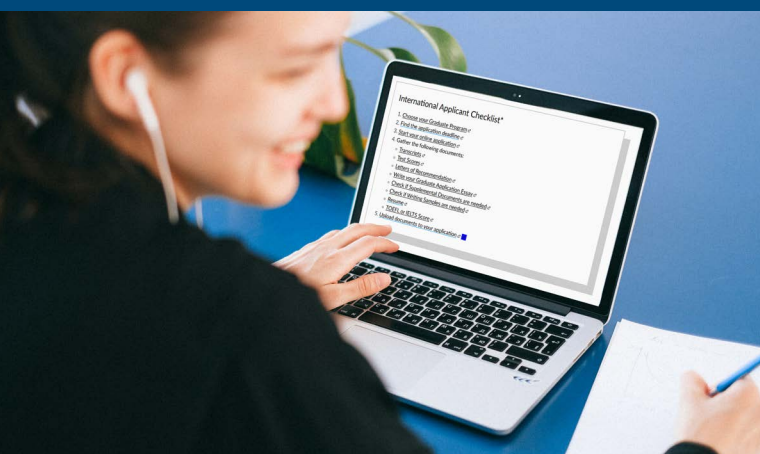 International Applicant Checklist*
1. Choose your Graduate Program
2. Find the application deadline
3. Start your online application
4. Gather the following documents:
Transcripts
Test Scores
Letters of Recommendation
Write your Graduate Application Essay
Check if Supplemental Documents are needed
Check if Writing Samples are needed
Resume
TOEFL or IELTS Score
5. Upload documents to your application